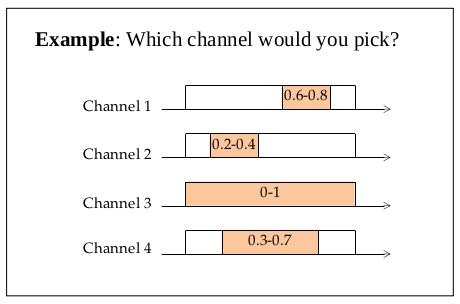 Example: Which channel would you pick?
Channel 1 0.6-0.8
Channel 2 0.2-0.4
Channel 3 0-1
Channel 4 0.3-0.7